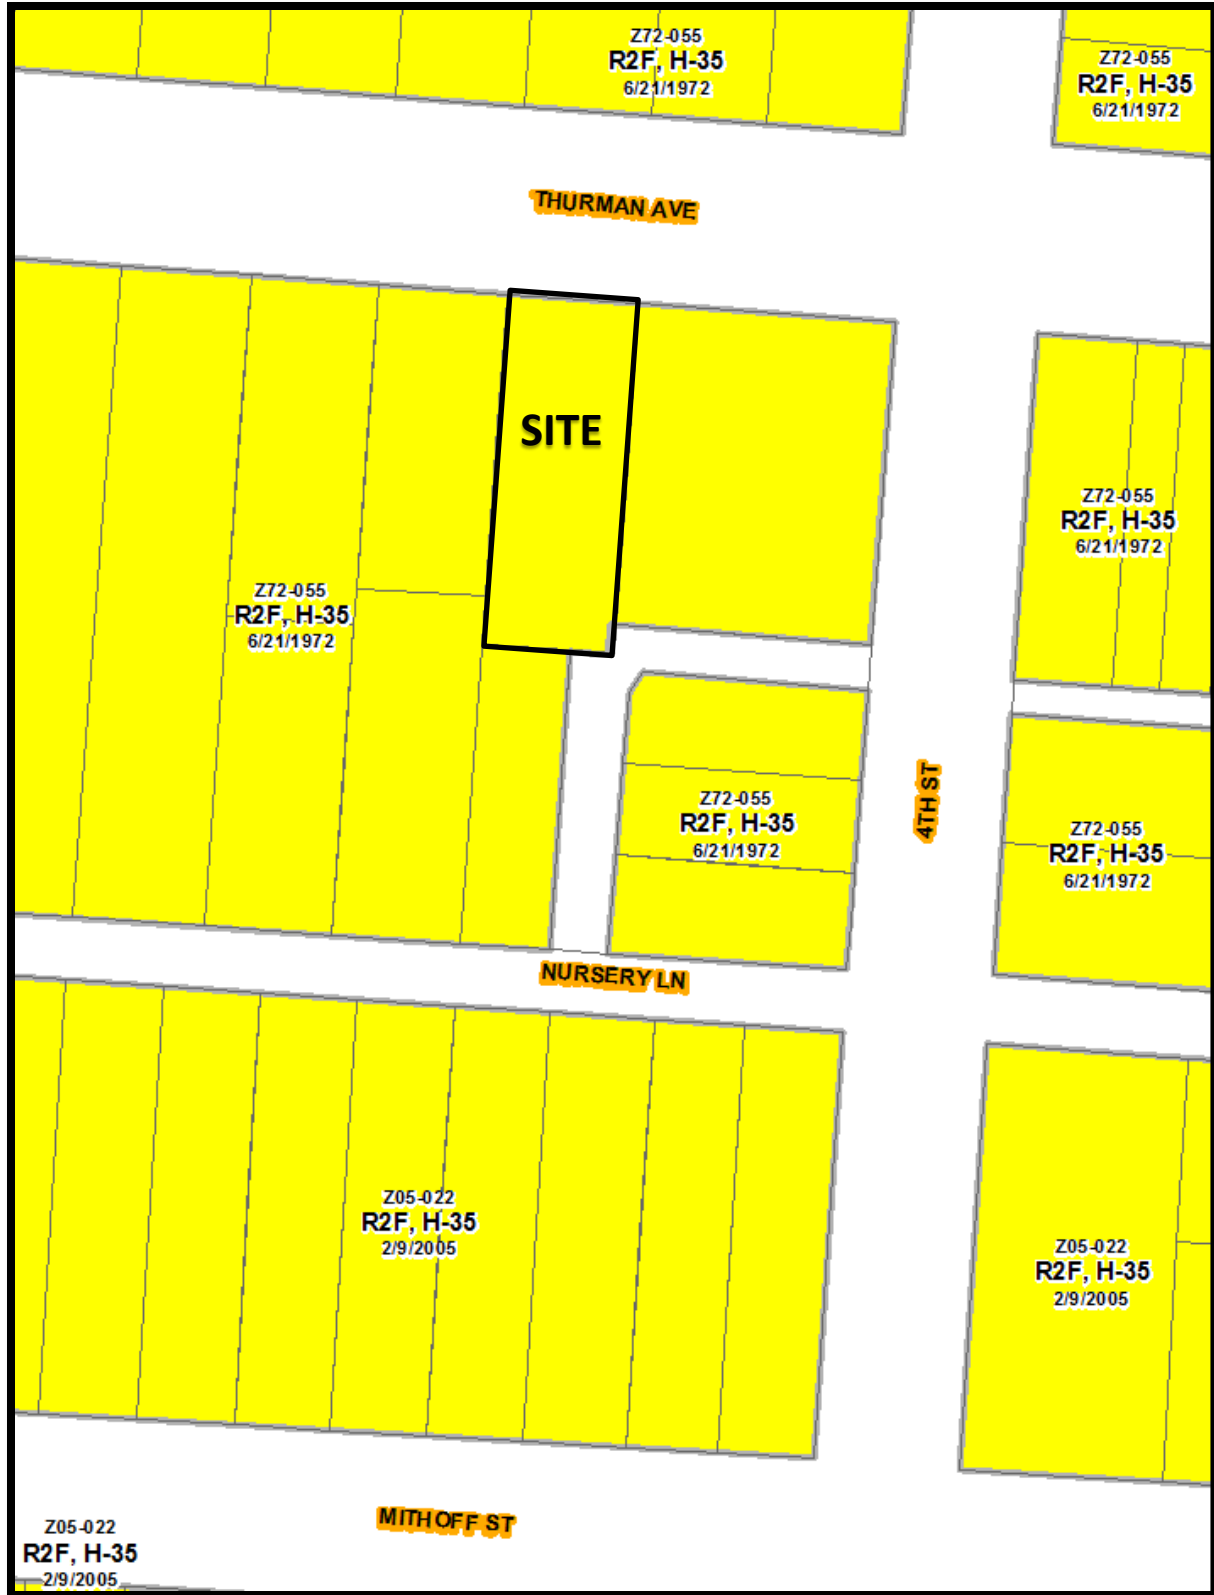 Z72-055
R2F, H-35
6/21/1972
Z72-055
R2F, H-35
6/21/1972
THURMAN AVE
SITE
Z72-055
R2F, H-35
6/21/1972
Z72-055
R2F, H-35
6/21/1972
Z72-055
R2F, H-35
6/21/1972
4TH ST
Z72-055
R2F, H-35
6/21/1972
NURSERY LN
Z05-022
R2F, H-35
2/9/2005
Z05-022
R2F, H-35
2/9/2005
MITHOFF ST
Z05-022
R2F, H-35
2/9/2005